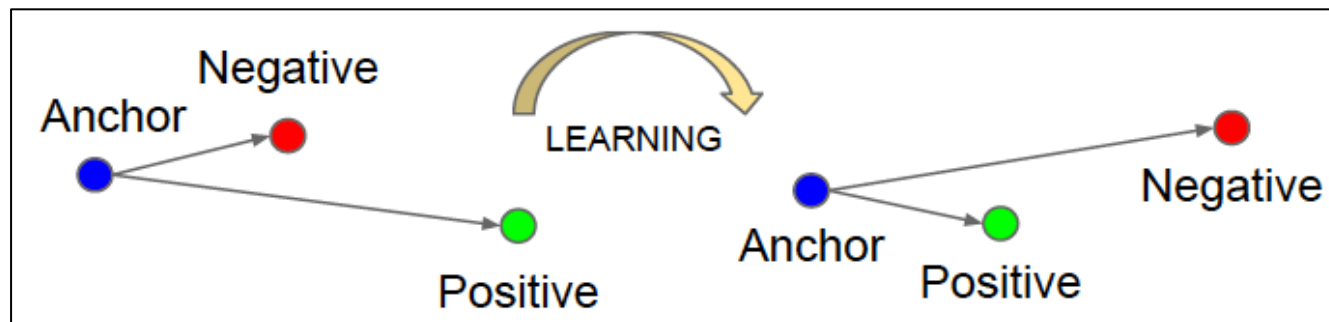 Negative
Anchor
Positive
LEARNING
Negative
Anchor
Positive